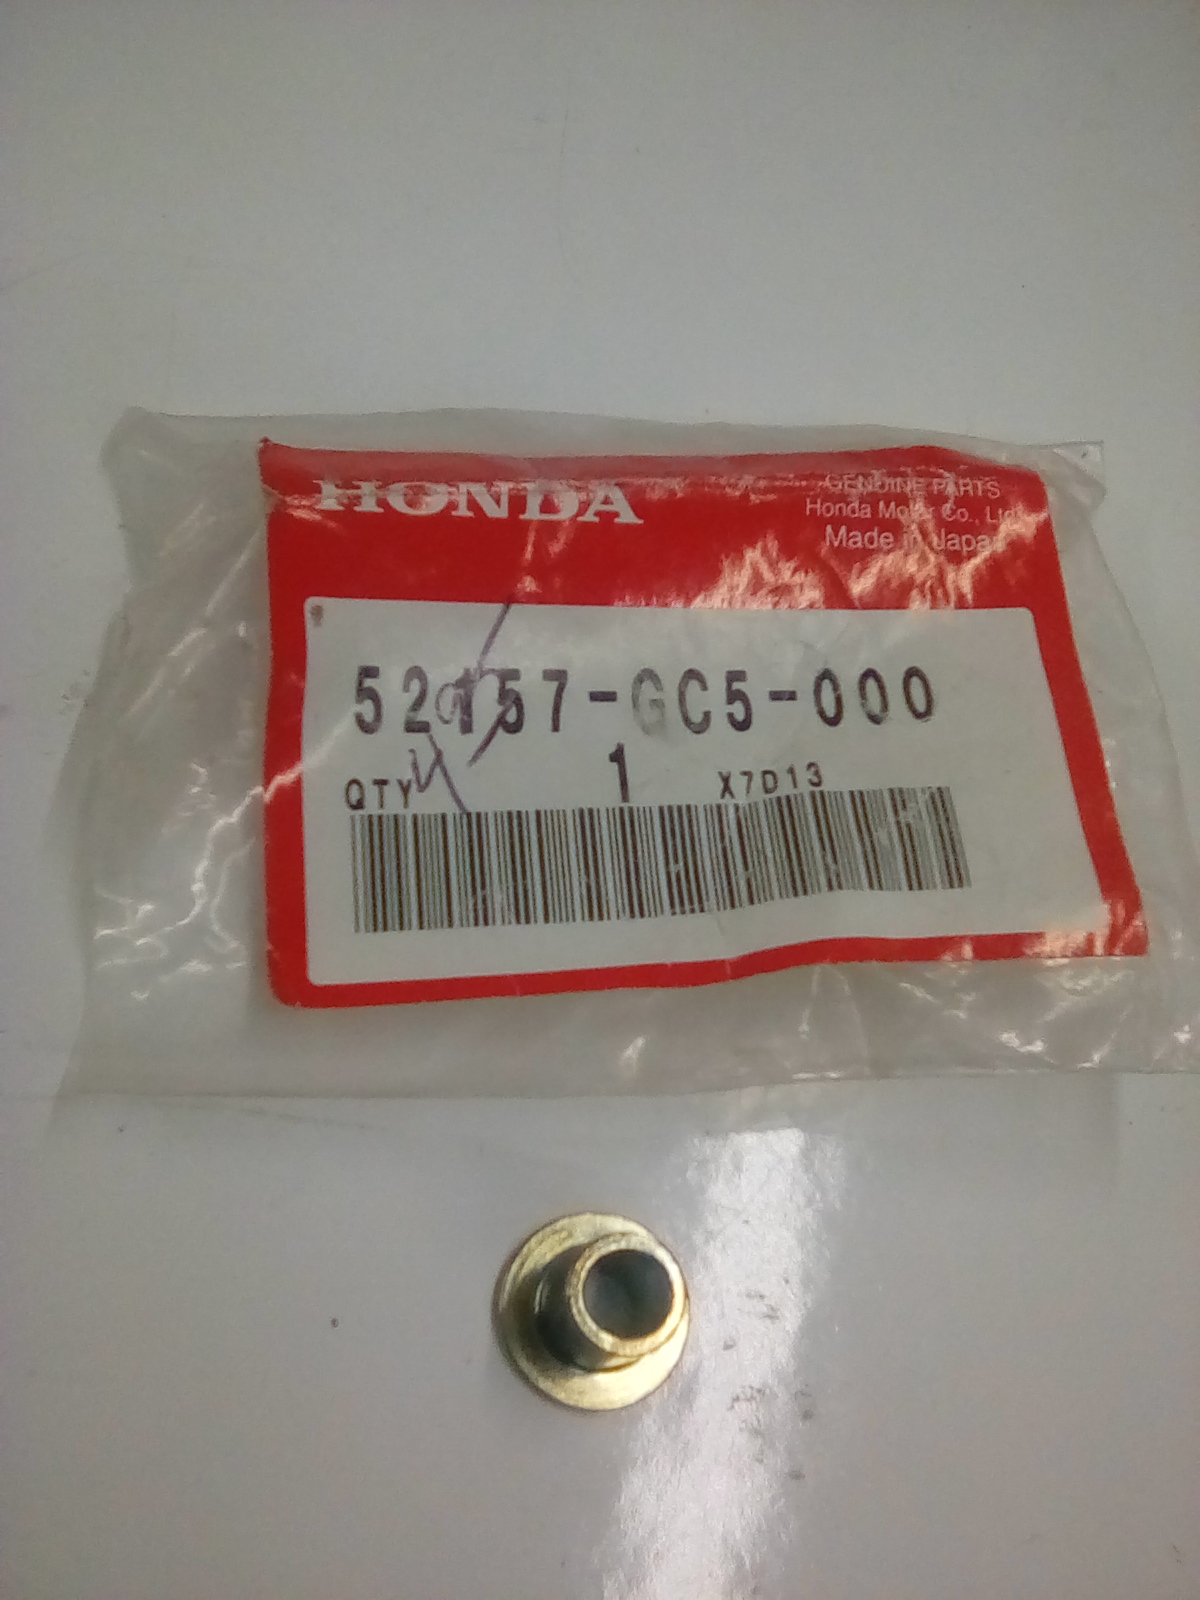 HONDA
GENUINE PARTS
Honda Motor Co., Ltd.
Made in Japan
52157-GC5-000
QTY 1 X7D13